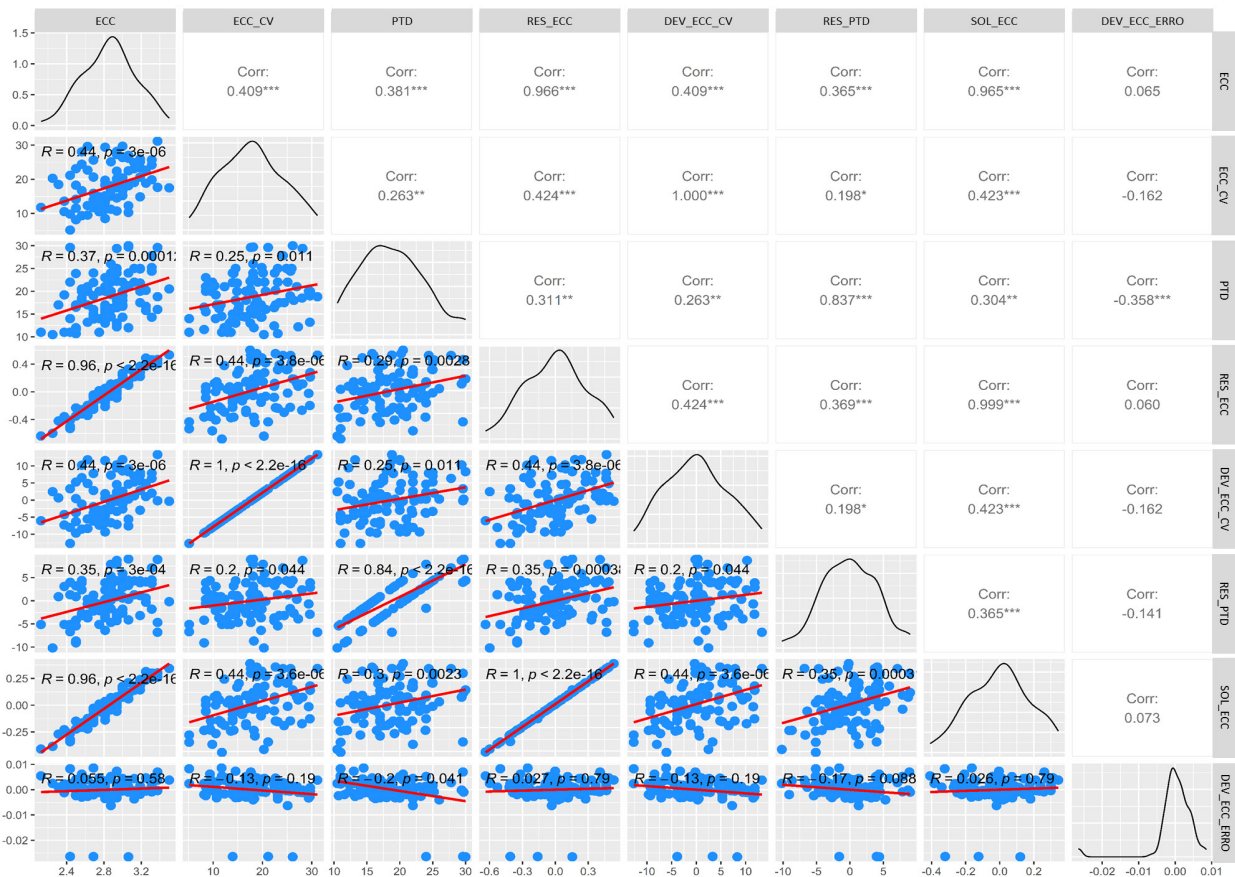 ECC ECC_CV PTD RES_ECC DEV_ECC_CV RES_PTD SOL_ECC DEV_ECC_ERRO
1.5
1.0
0.5
0.0
Corr: Corr: Corr: Corr: Corr: Corr: Corr:
0.409*** 0.381*** 0.966*** 0.409*** 0.365*** 0.965*** 0.065
ECC
30
20
10
R = 0.44, p = 3e-06
Corr: Corr: Corr: Corr: Corr: Corr:
0.263** 0.424*** 1.000*** 0.198* 0.423*** -0.162
ECC_CV
30
25
20
15
10
R = 0.37, p = 0.00012 R = 0.25, p = 0.011
Corr: Corr: Corr: Corr: Corr:
0.311** 0.263** 0.837*** 0.304** -0.358***
PTD
0.4
0.0
-0.4
R = 0.96, p < 2.2e-16 R = 0.44, p = 3.8e-06 R = 0.29, p = 0.0028
Corr: Corr: Corr: Corr:
0.424*** 0.369*** 0.999*** 0.060
RES_ECC
10
5
0
-5
-10
R = 0.44, p = 3e-06 R = 1, p < 2.2e-16 R = 0.25, p = 0.011 R = 0.44, p = 3.8e-06
Corr: Corr: Corr:
0.198* 0.423*** -0.162
DEV_ECC_CV
5
0
-5
-10
R = 0.35, p = 3e-04 R = 0.2, p = 0.044 R = 0.84, p < 2.2e-16 R = 0.35, p = 0.00038 R = 0.2, p = 0.044
Corr: Corr:
0.365*** -0.141
RES_PTD
0.25
0.00
-0.25
R = 0.96, p < 2.2e-16 R = 0.44, p = 3.6e-06 R = 0.3, p = 0.0023 R = 1, p < 2.2e-16 R = 0.44, p = 3.6e-06 R = 0.35, p = 0.0003
Corr:
0.073
SOL_ECC
0.01
0.00
-0.01
-0.02
R = 0.055, p = 0.58 R = −0.13, p = 0.19 R = −0.2, p = 0.041 R = 0.027, p = 0.79 R = −0.13, p = 0.19 R = −0.17, p = 0.088 R = 0.026, p = 0.79
DEV_ECC_ERRO
2.4 2.8 3.2 10 20 30 10 15 20 25 30 -0.6 -0.3 0.0 0.3 -10 -5 0 5 10 -10 -5 0 5 -0.4 -0.2 0.0 0.2 -0.02 -0.01 0.00 0.01